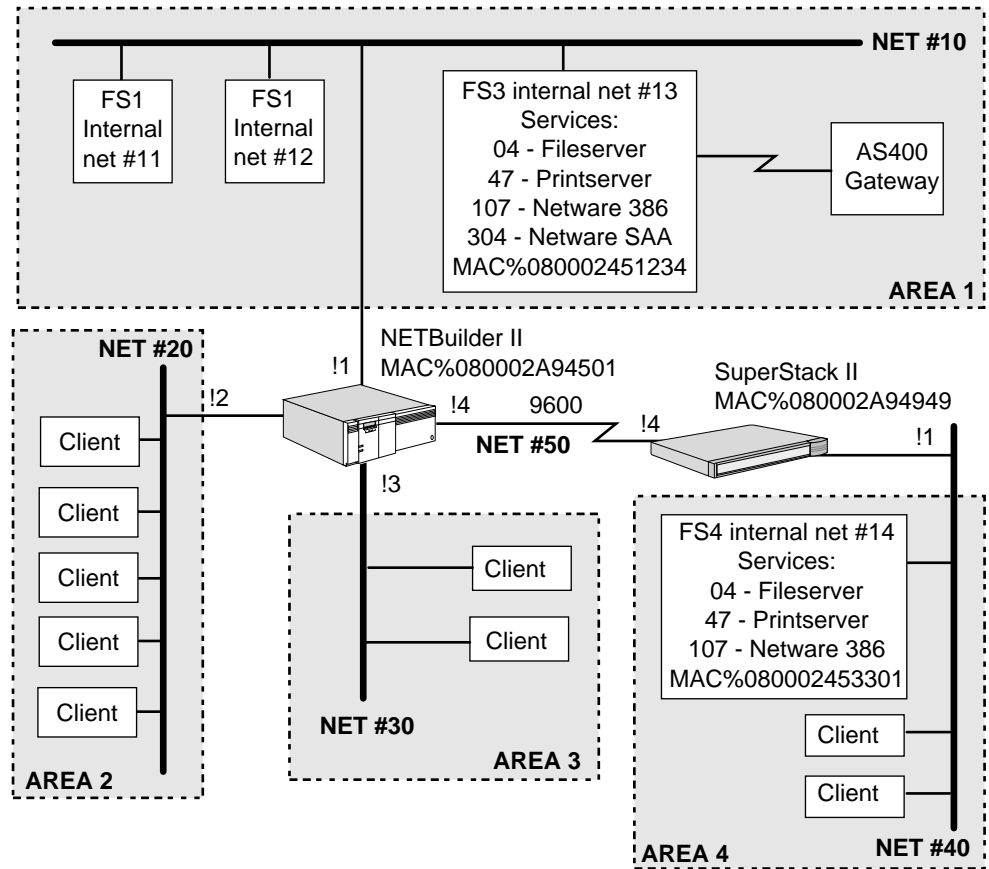 NET #10
FS1
Internal
net #11
FS1
Internal
net #12
FS3 internal net #13
Services:
04 - Fileserver
47 - Printserver
107 - Netware 386
304 - Netware SAA
MAC%080002451234
AS400
Gateway
AREA 1
NET #20
!2
Client
Client
Client
Client
Client
AREA 2
!1
NETBuilder II
MAC%080002A94501
!4
9600
NET #50
!4
!3
SuperStack II
MAC%080002A94949
!1
Client
Client
NET #30
AREA 3
FS4 internal net #14
Services:
04 - Fileserver
47 - Printserver
107 - Netware 386
MAC%080002453301
Client
Client
AREA 4
NET #40